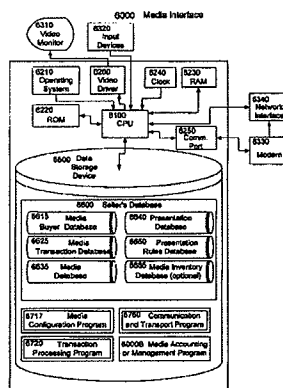 6300 Media Interface
6310 Video Monitor
6320 Input Devices
6210 Operating System
6200 Video Driver
6240 Clock
6230 RAM
6220 ROM
6100 CPU
6340 Network Interface
6250 Comm. Port
6330 Modem
6500 Data Storage Device
6600 Seller's Database
6615 Media Buyer Database
6640 Presentation Database
6625 Media Transaction Database
6650 Presentation Rules Database
6635 Media Database
Media Inventory Database (optional)
6717 Media Configuration Program
6760 Communication and Transport Program
6720 Transaction Processing Program
6000B Media Accounting or Management Program